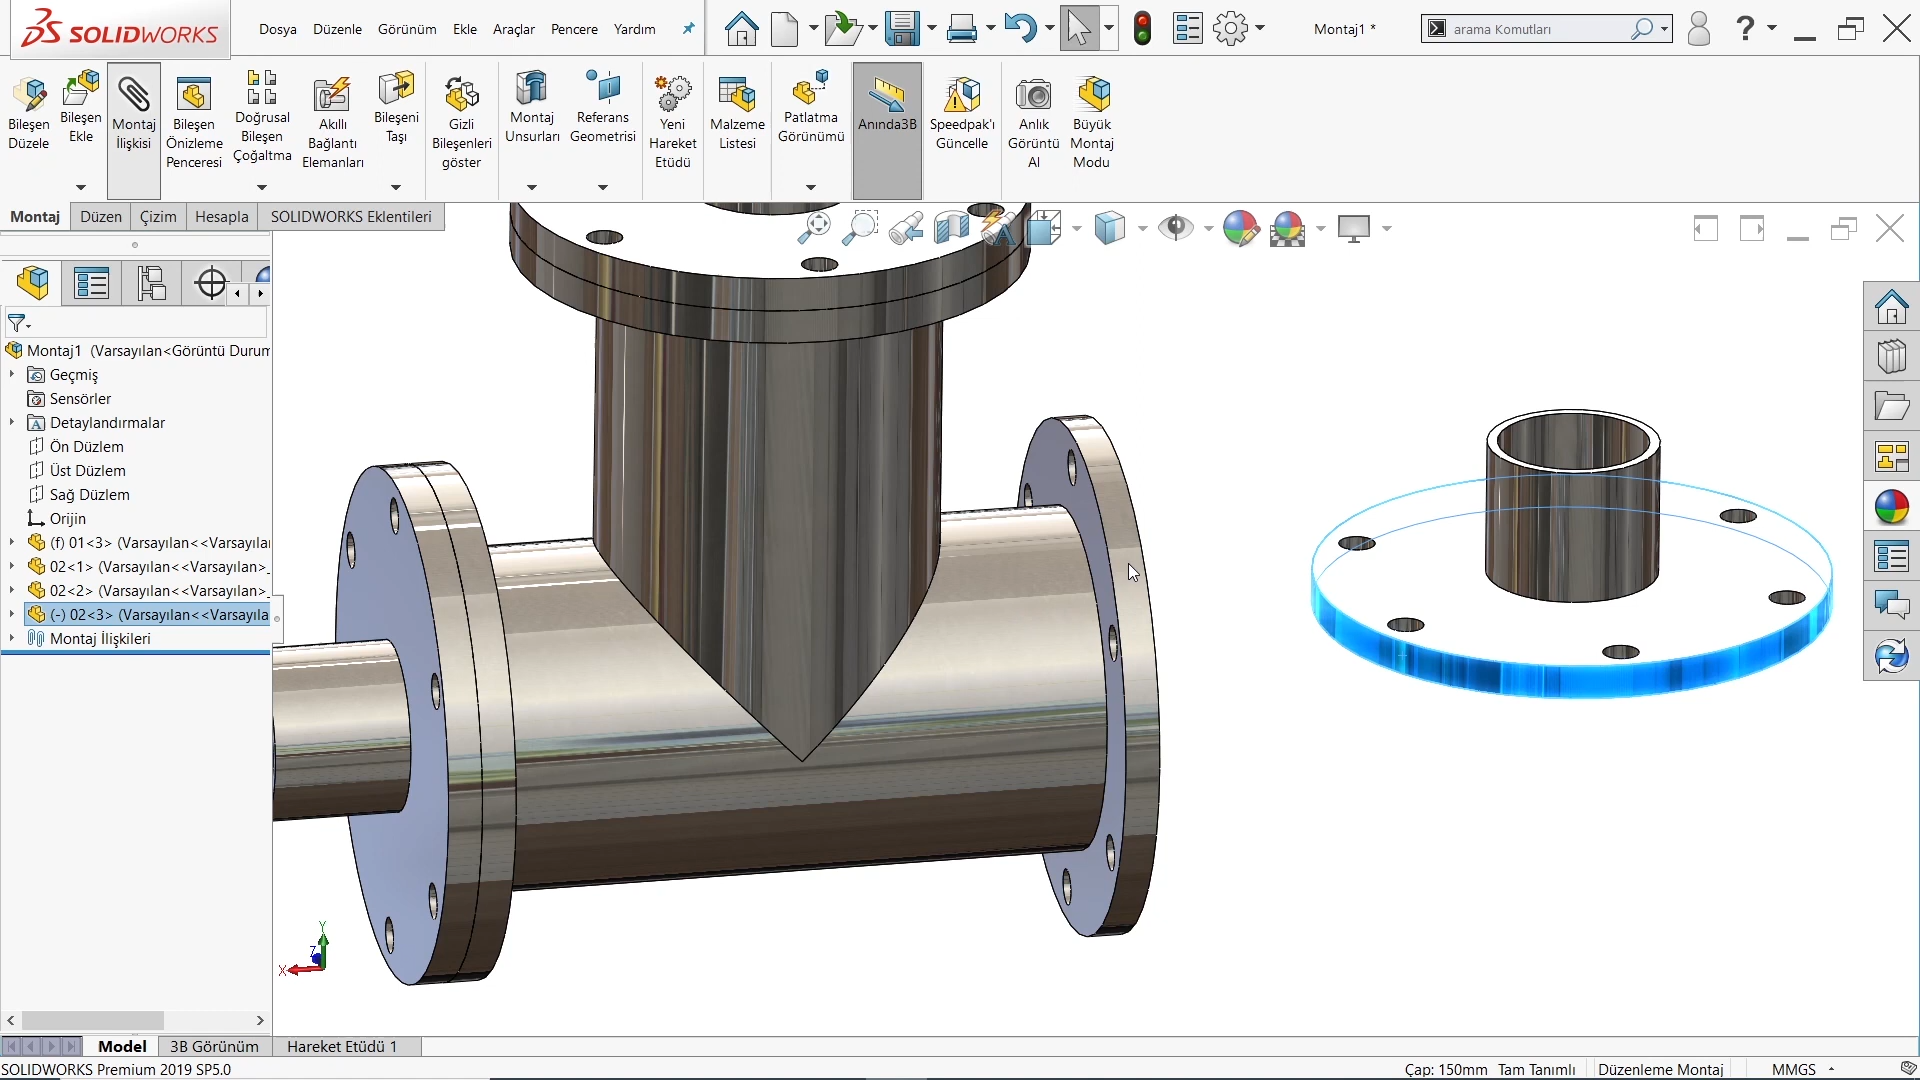 SOLIDWORKS
Dosya Düzenle Görünüm Ekle Araçlar Pencere Yardım
Montaj1 *
arama Komutları
?
Bileşen Düzele
Bileşen Ekle
Montaj İlişkisi
Bileşen Önizleme Penceresi
Doğrusal Bileşen Çoğaltma
Akıllı Bağlantı Elemanları
Bileşeni Taşı
Gizli Bileşenleri göster
Montaj Unsurları
Referans Geometrisi
Yeni Hareket Etüdü
Malzeme Listesi
Patlatma Görünümü
Anında3B
Speedpak'ı Güncelle
Anlık Görüntü Al
Büyük Montaj Modu
Montaj Düzen Çizim Hesapla SOLIDWORKS Eklentileri
Montaj1 (Varsayılan<Görüntü Durum
Geçmiş
Sensörler
Detaylandırmalar
Ön Düzlem
Üst Düzlem
Sağ Düzlem
Orijin
(f) 01<3> (Varsayılan<<Varsayılan
02<1> (Varsayılan<<Varsayılan>_
02<2> (Varsayılan<<Varsayılan>_
(-) 02<3> (Varsayılan<<Varsayıla
Montaj İlişkileri
Y
Z
X
Model 3B Görünüm Hareket Etüdü 1
SOLIDWORKS Premium 2019 SP5.0
Çap: 150mm Tam Tanımlı Düzenleme Montaj MMGS